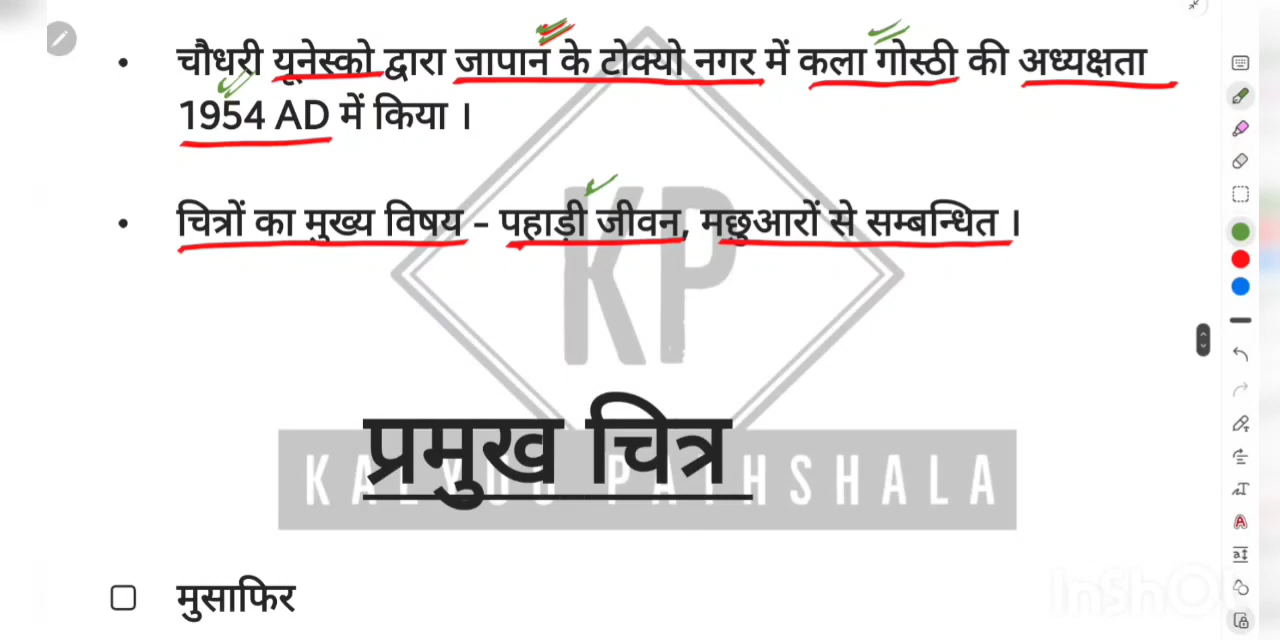 • चौधरी यूनेस्को द्वारा जापान के टोक्यो नगर में कला गोस्ठी की अध्यक्षता
1954 AD में किया ।
• चित्रों का मुख्य विषय - पहाड़ी जीवन, मछुआरों से सम्बन्धित ।
KP
प्रमुख चित्र
KALYUG PATHSHALA
मुसाफिर
InShOt